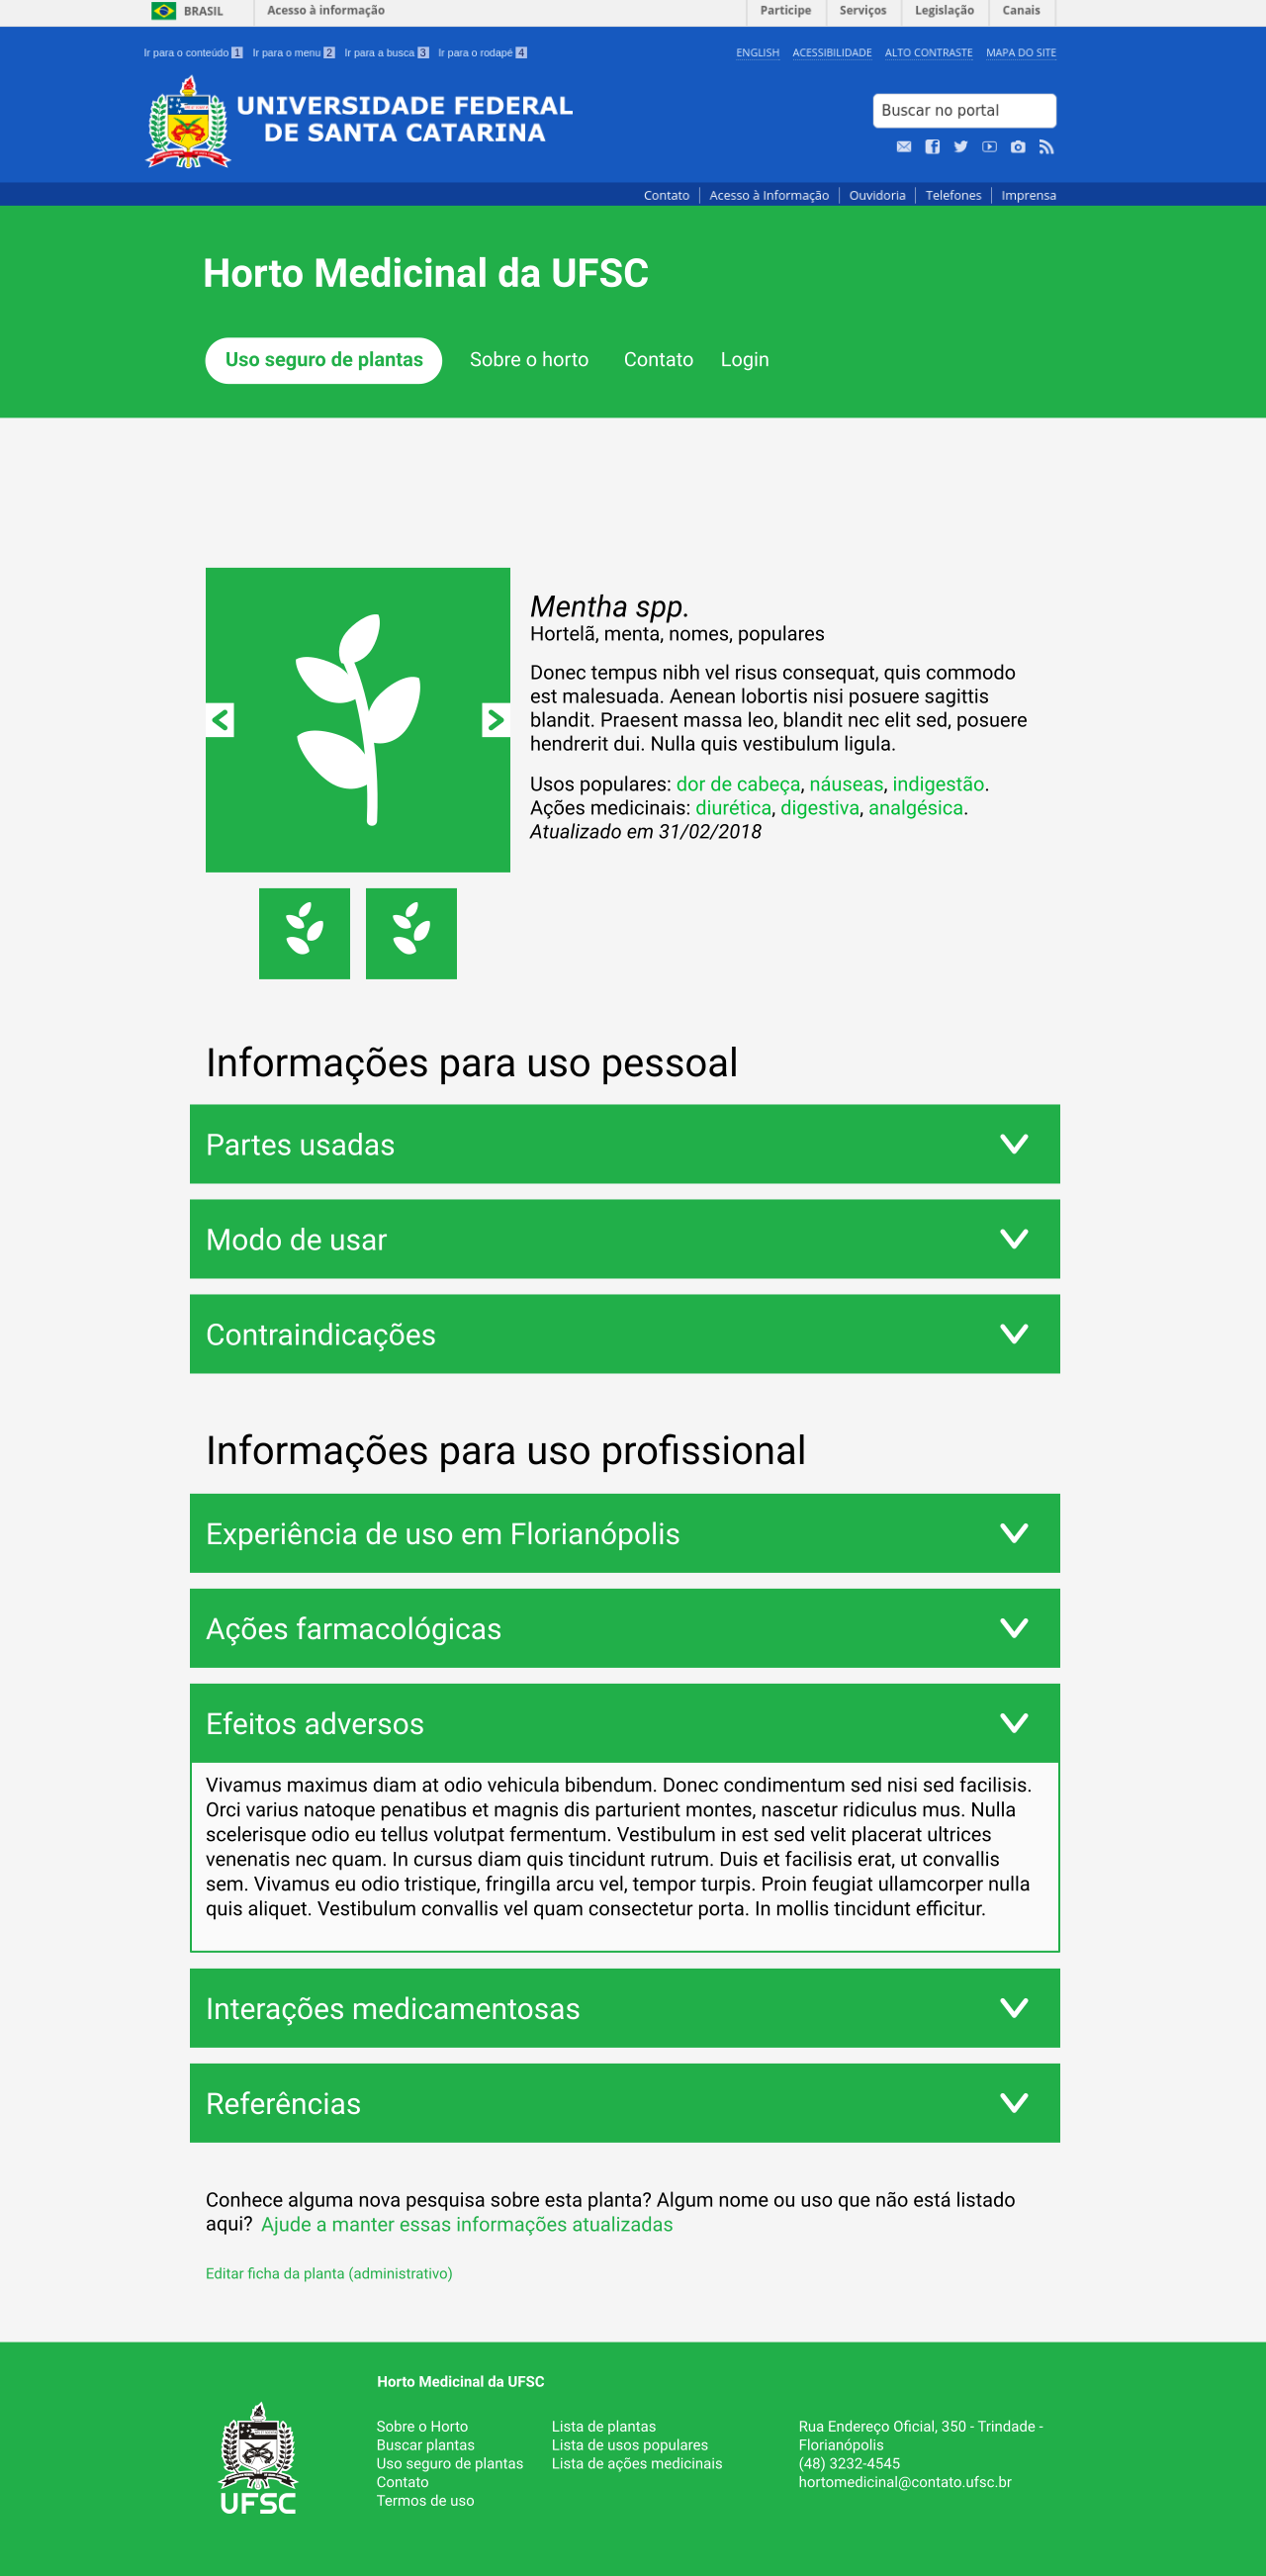 BRASIL Acesso à informação Participe Serviços Legislação Canais
Ir para o conteúdo 1 Ir para o menu 2 Ir para a busca 3 Ir para o rodapé 4 ENGLISH ACESSIBILIDADE ALTO CONTRASTE MAPA DO SITE
UNIVERSIDADE FEDERAL
DE SANTA CATARINA
Buscar no portal
Contato Acesso à Informação Ouvidoria Telefones Imprensa
Horto Medicinal da UFSC
Uso seguro de plantas Sobre o horto Contato Login
Mentha spp.
Hortelã, menta, nomes, populares
Donec tempus nibh vel risus consequat, quis commodo
est malesuada. Aenean lobortis nisi posuere sagittis
blandit. Praesent massa leo, blandit nec elit sed, posuere
hendrerit dui. Nulla quis vestibulum ligula.
Usos populares: dor de cabeça, náuseas, indigestão.
Ações medicinais: diurética, digestiva, analgésica.
Atualizado em 31/02/2018
Informações para uso pessoal
Partes usadas
Modo de usar
Contraindicações
Informações para uso profissional
Experiência de uso em Florianópolis
Ações farmacológicas
Efeitos adversos
Vivamus maximus diam at odio vehicula bibendum. Donec condimentum sed nisi sed facilisis.
Orci varius natoque penatibus et magnis dis parturient montes, nascetur ridiculus mus. Nulla
scelerisque odio eu tellus volutpat fermentum. Vestibulum in est sed velit placerat ultrices
venenatis nec quam. In cursus diam quis tincidunt rutrum. Duis et facilisis erat, ut convallis
sem. Vivamus eu odio tristique, fringilla arcu vel, tempor turpis. Proin feugiat ullamcorper nulla
quis aliquet. Vestibulum convallis vel quam consectetur porta. In mollis tincidunt efficitur.
Interações medicamentosas
Referências
Conhece alguma nova pesquisa sobre esta planta? Algum nome ou uso que não está listado
aqui? Ajude a manter essas informações atualizadas
Editar ficha da planta (administrativo)
Horto Medicinal da UFSC
Sobre o Horto
Buscar plantas
Uso seguro de plantas
Contato
Termos de uso
Lista de plantas
Lista de usos populares
Lista de ações medicinais
Rua Endereço Oficial, 350 - Trindade -
Florianópolis
(48) 3232-4545
hortomedicinal@contato.ufsc.br
UFSC